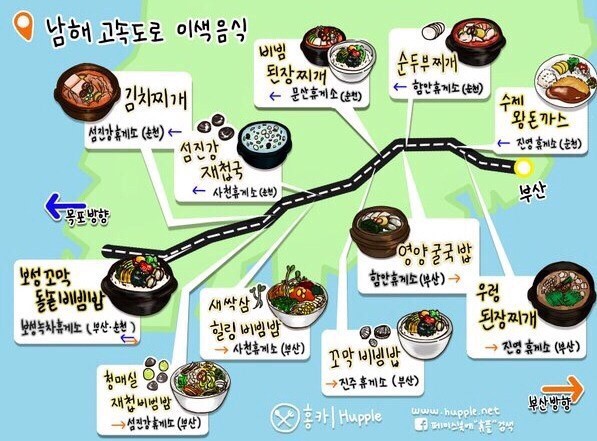 남해 고속도로 이색음식
비빔
된장찌개
문산휴게소 (순천)
←
순두부찌개
← 함안휴게소 (순천)
수제
왕돈까스
← 진영휴게소 (순천)
김치찌개
섬진강휴게소 (순천)
←
섬진강
재첩국
← 사천휴게소 (순천)
부산
목포방향
보성꼬막
돌솥비빔밥
보성녹차휴게소 (부산·순천)
새싹삼
힐링 비빔밥
→ 사천휴게소 (부산)
영양굴국밥
함안휴게소 (부산) →
우렁
된장찌개
→ 진영휴게소 (부산)
꼬막비빔밥
→ 진주휴게소 (부산)
청매실
재첩비빔밥
→ 섬진강휴게소 (부산)
부산방향
홍카 | Hupple
www.hupple.net
페이스북에 "휴플" 검색